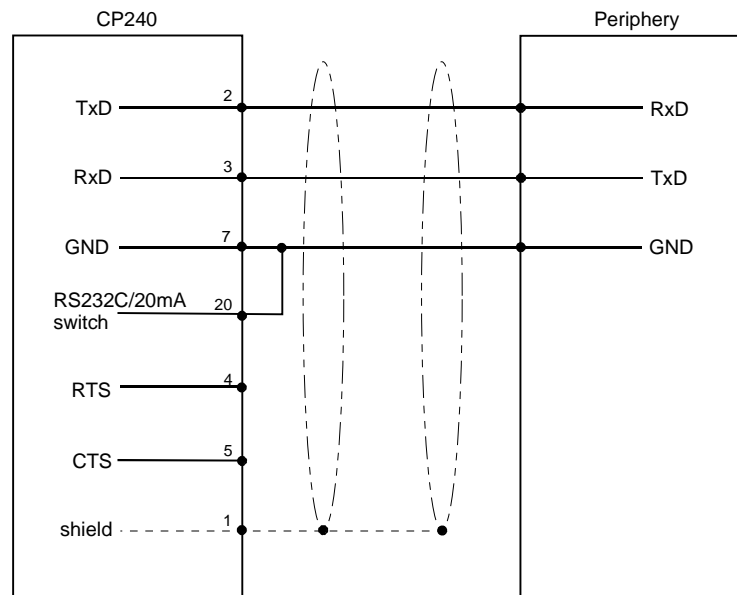 CP240
Periphery
TxD
2
RxD
RxD
3
TxD
GND
7
GND
RS232C/20mA
switch
20
RTS
4
CTS
5
shield
1